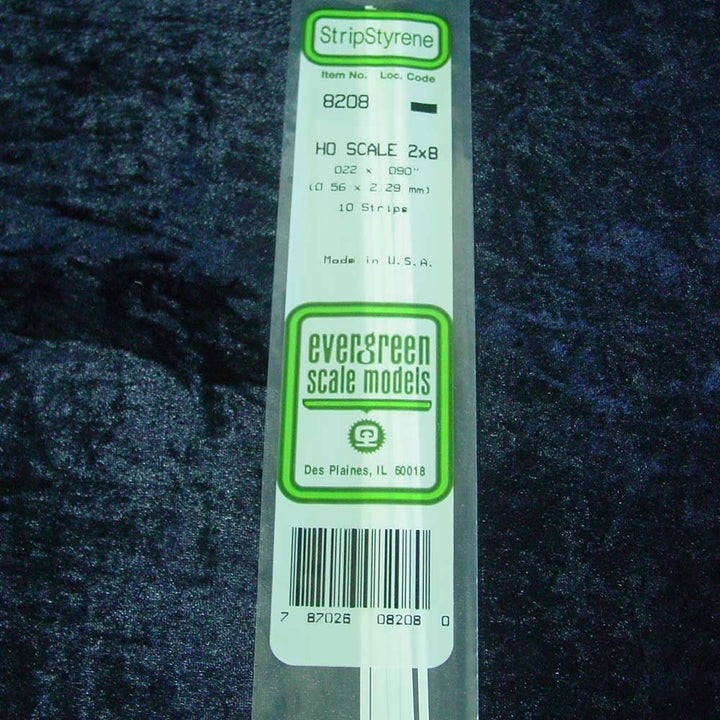 StripStyrene
Item No. Loc. Code
8208
HO SCALE 2x8
.022 x .090"
(0.56 x 2.29 mm)
10 Strips
Made in U.S.A.
evergreen
scale models
Des Plaines, IL 60018
7 87026 08208 0